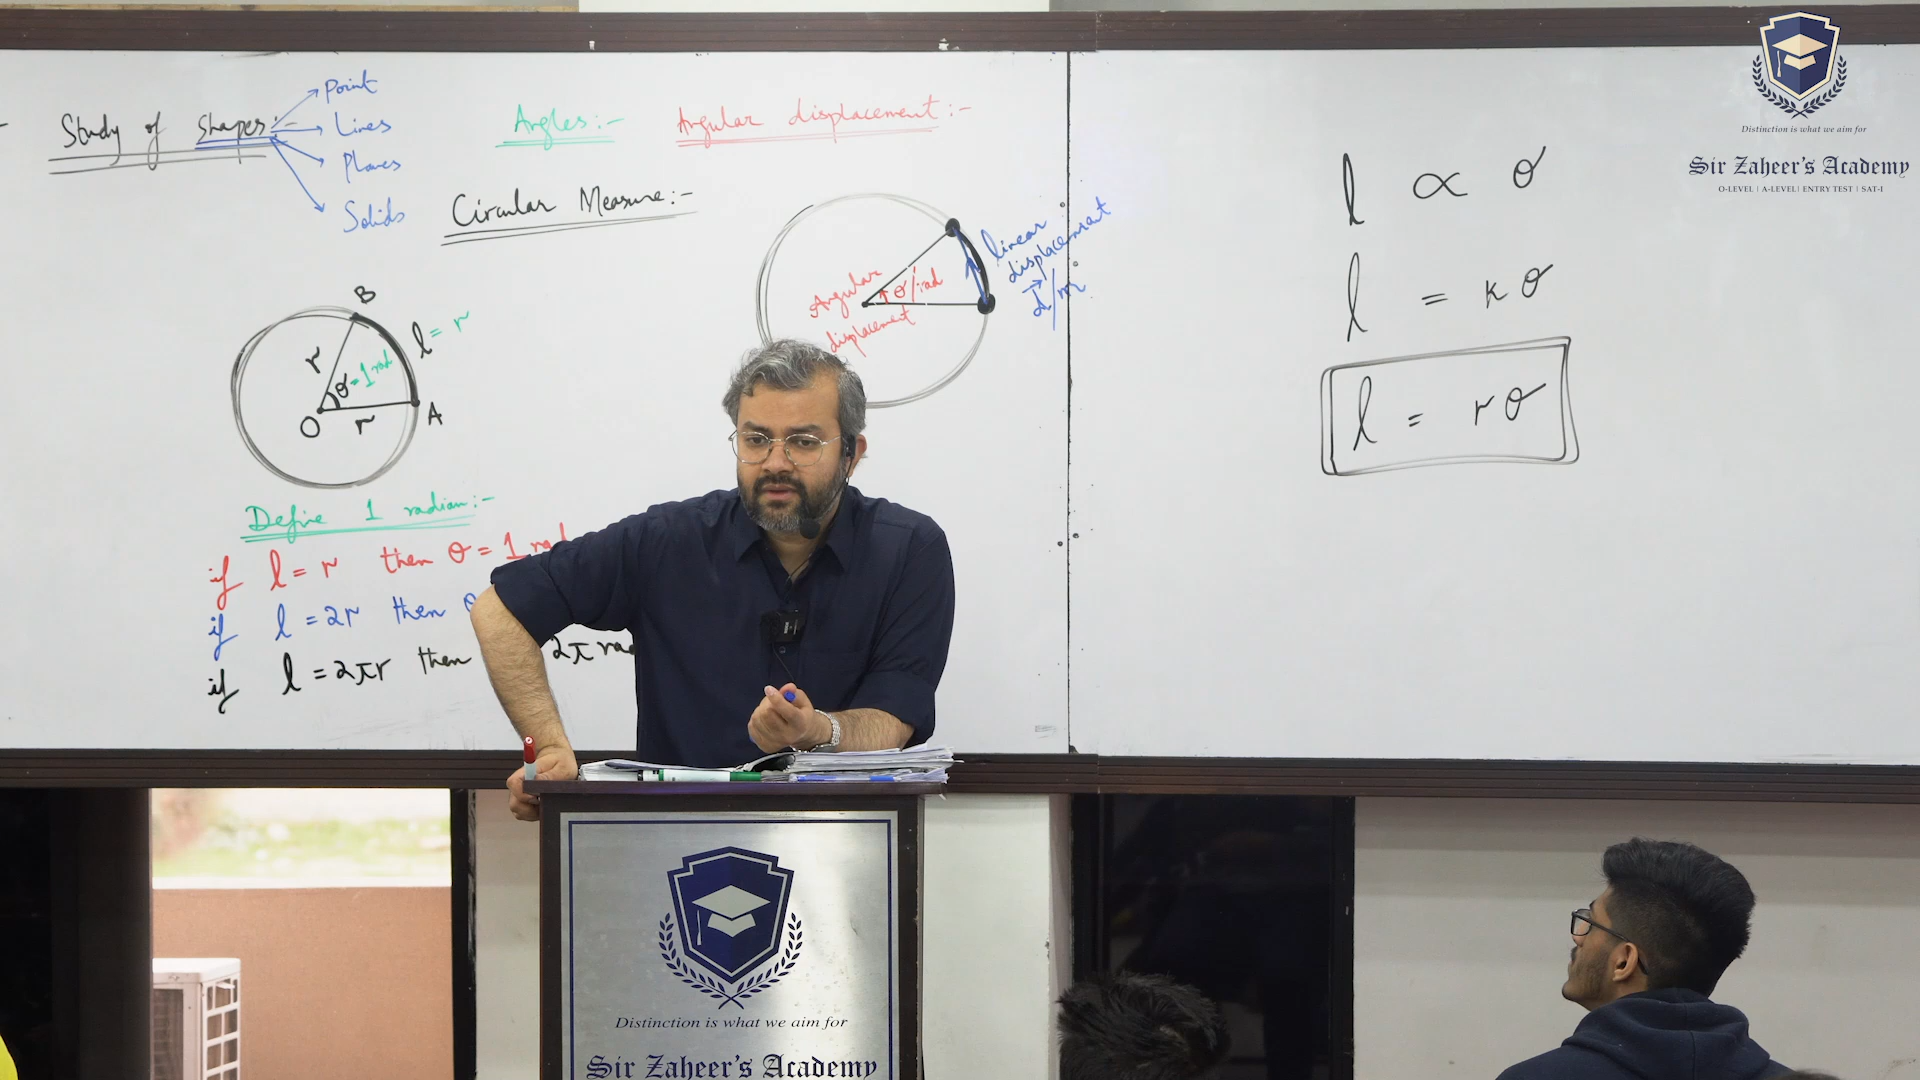 Study of shapes:-
Point
Lines
Planes
Solids
Angles:-
Angular displacement:-
Circular Measure:-
B
r
l = r
θ = 1 rad
O
r
A
Define 1 radian:-
if l = r then θ = 1 rad
if l = 2r then θ
if l = 2πr then 2π rad
Angular
displacement
θ/rad
linear
displacement
d/m
l ∝ θ
l = kθ
l = rθ
Distinction is what we aim for
Sir Zaheer's Academy
O-LEVEL | A-LEVEL | ENTRY TEST | SAT-I
Distinction is what we aim for
Sir Zaheer's Academy